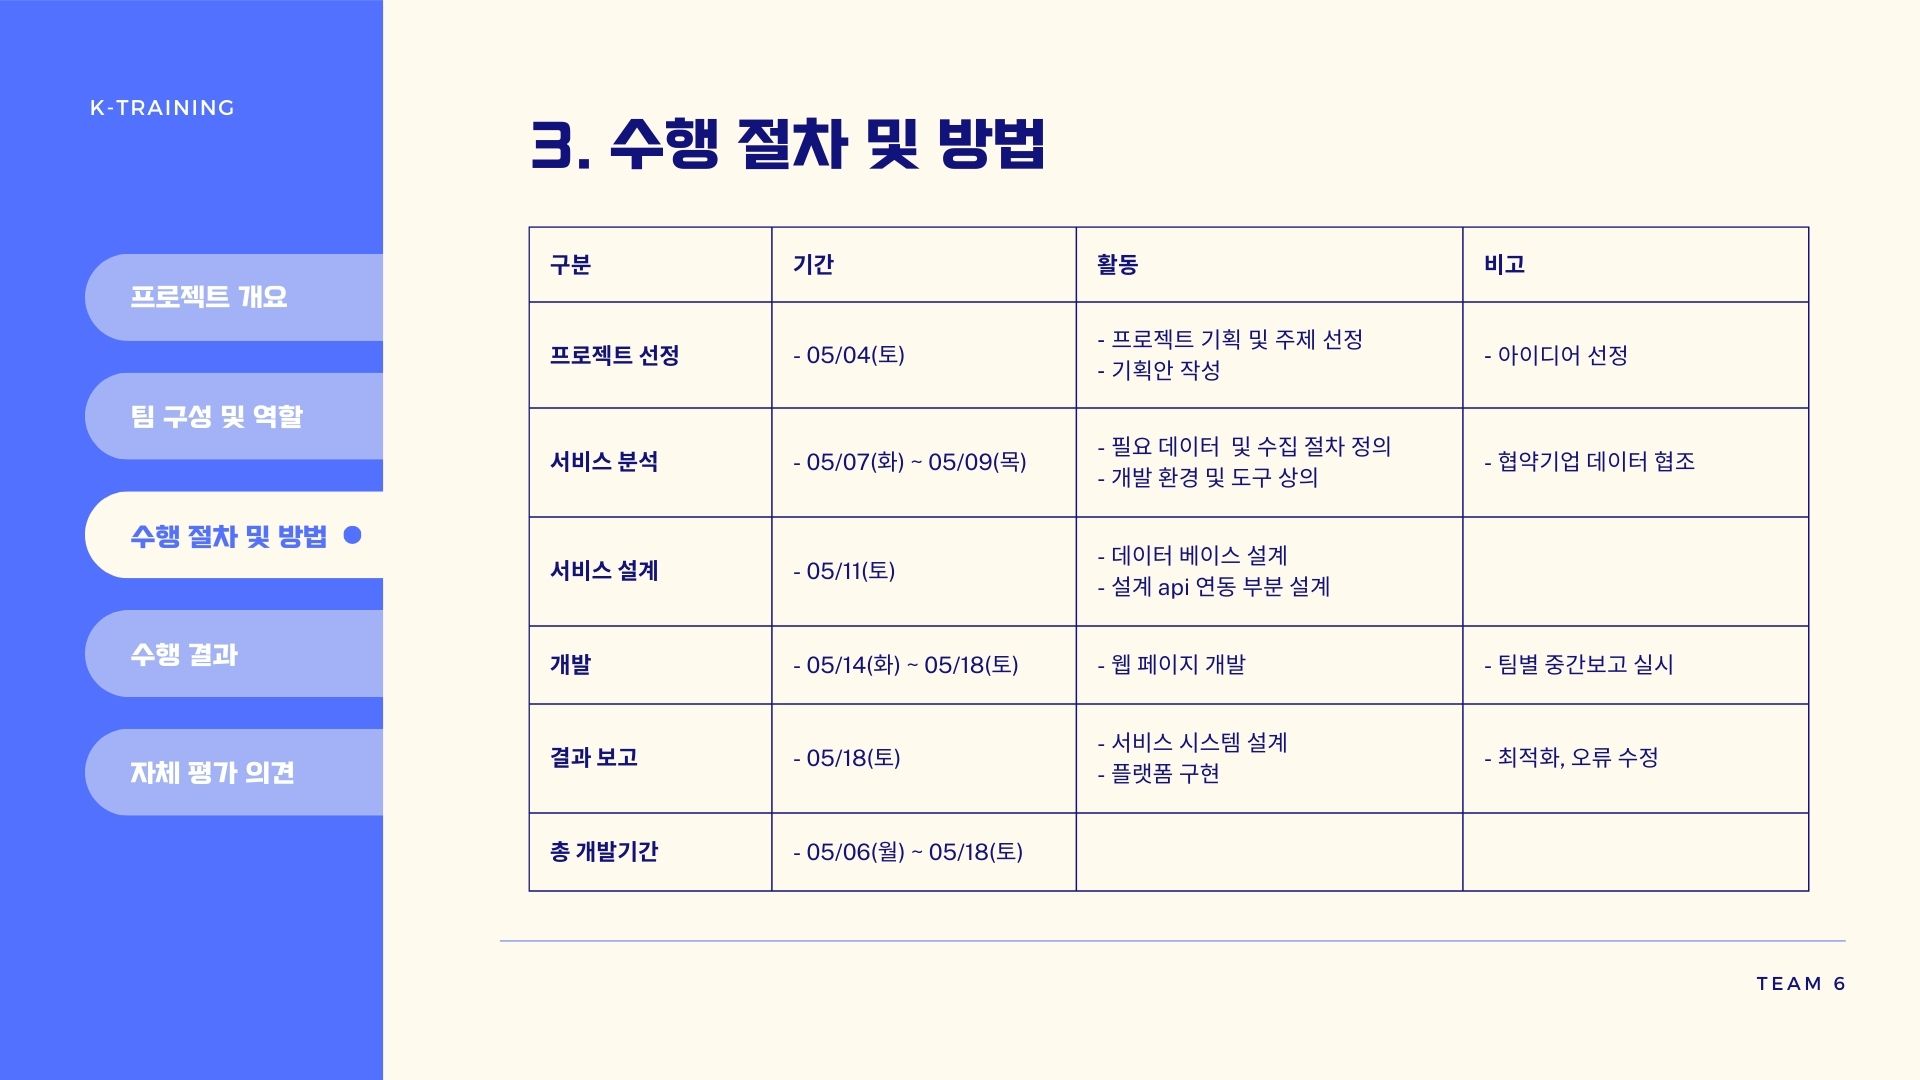 K-TRAINING
프로젝트 개요
팀 구성 및 역할
수행 절차 및 방법
수행 결과
자체 평가 의견
3. 수행 절차 및 방법
구분 기간 활동 비고
프로젝트 선정 - 05/04(토) - 프로젝트 기획 및 주제 선정 - 아이디어 선정
- 기획안 작성
서비스 분석 - 05/07(화) ~ 05/09(목) - 필요 데이터  및 수집 절차 정의 - 협약기업 데이터 협조
- 개발 환경 및 도구 상의
서비스 설계 - 05/11(토) - 데이터 베이스 설계
- 설계 api 연동 부분 설계
개발 - 05/14(화) ~ 05/18(토) - 웹 페이지 개발 - 팀별 중간보고 실시
결과 보고 - 05/18(토) - 서비스 시스템 설계 - 최적화, 오류 수정
- 플랫폼 구현
총 개발기간 - 05/06(월) ~ 05/18(토)
TEAM 6